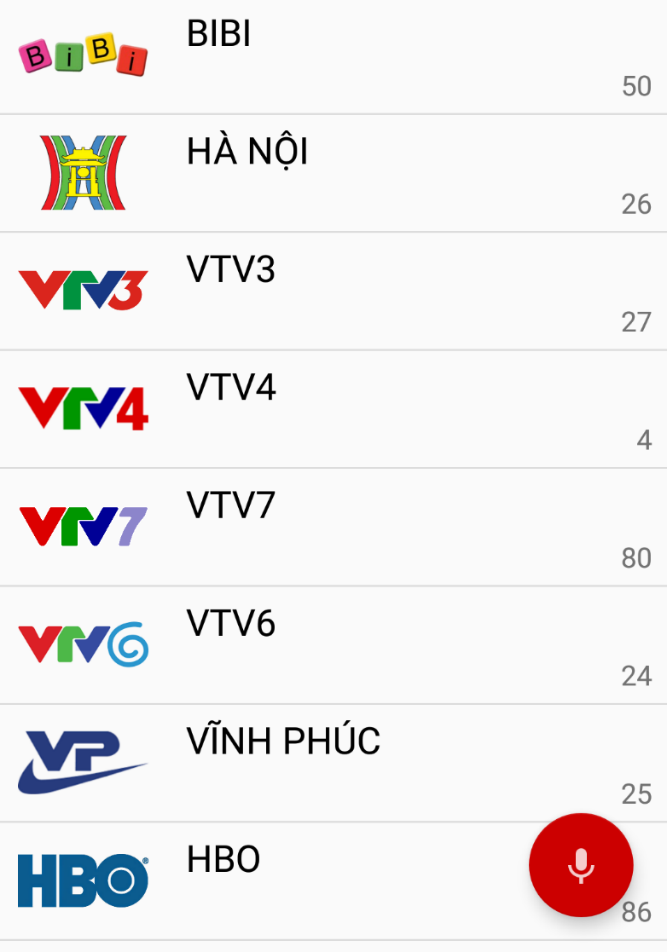 BiBi
BIBI
50
HÀ NỘI
26
VTV3
VTV3
27
VTV4
VTV4
4
VTV7
VTV7
80
VTV6
VTV6
24
VP
VĨNH PHÚC
25
HBO
HBO
86